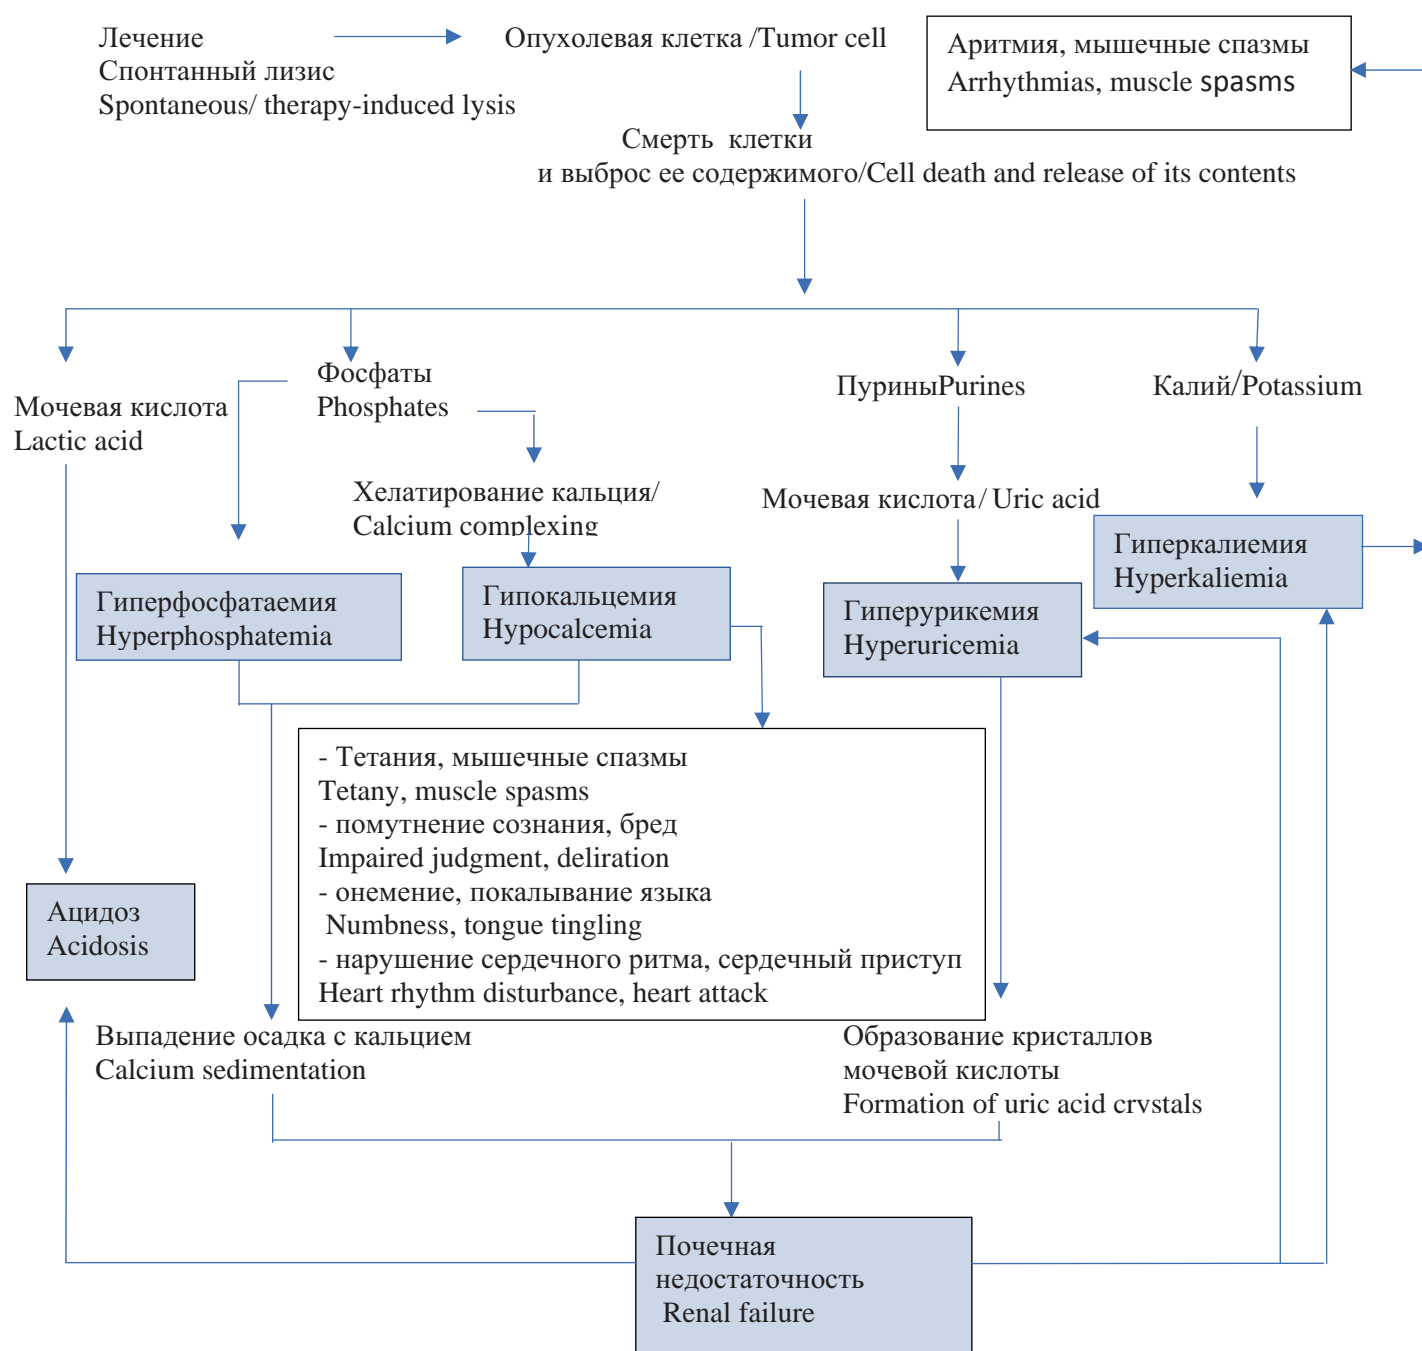 Лечение
Спонтанный лизис
Spontaneous/ therapy-induced lysis
Опухолевая клетка /Tumor cell
Аритмия, мышечные спазмы
Arrhythmias, muscle spasms
Смерть клетки
и выброс ее содержимого/Cell death and release of its contents
Мочевая кислота
Lactic acid
Фосфаты
Phosphates
ПуриныPurines
Калий/Potassium
Хелатирование кальция/
Calcium complexing
Мочевая кислота/ Uric acid
Гиперфосфатаемия
Hyperphosphatemia
Гипокальцемия
Hypocalcemia
Гиперурикемия
Hyperuricemia
Гиперкалиемия
Hyperkaliemia
- Тетания, мышечные спазмы
Tetany, muscle spasms
- помутнение сознания, бред
Impaired judgment, deliration
- онемение, покалывание языка
Numbness, tongue tingling
- нарушение сердечного ритма, сердечный приступ
Heart rhythm disturbance, heart attack
Ацидоз
Acidosis
Выпадение осадка с кальцием
Calcium sedimentation
Образование кристаллов
мочевой кислоты
Formation of uric acid crystals
Почечная
недостаточность
Renal failure